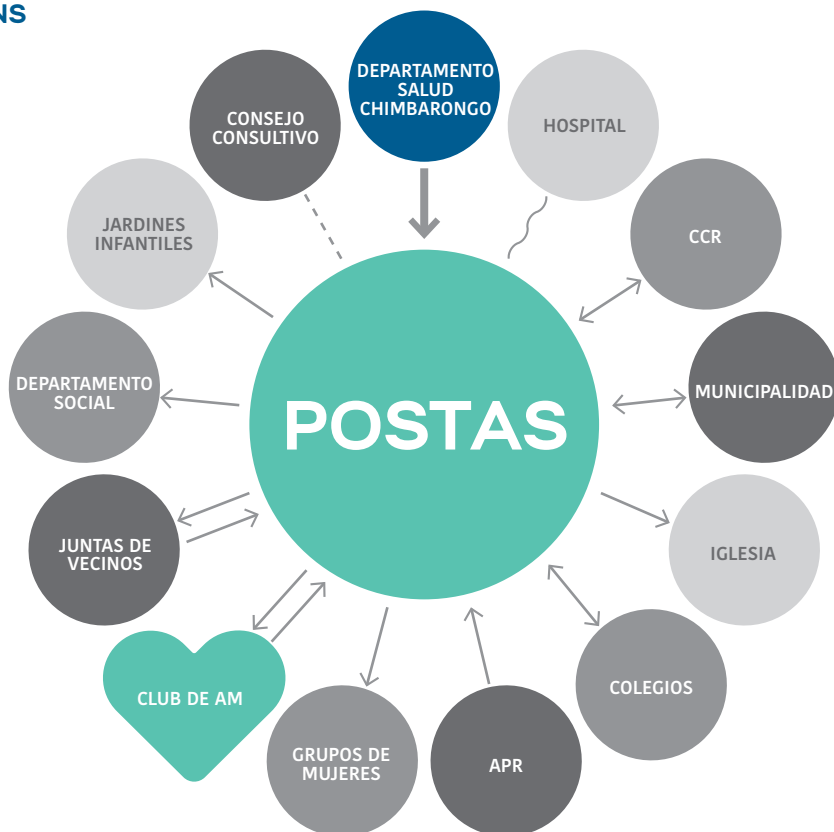 NS
DEPARTAMENTO
SALUD
CHIMBARONGO
HOSPITAL
CCR
MUNICIPALIDAD
IGLESIA
COLEGIOS
APR
GRUPOS DE
MUJERES
CLUB DE AM
JUNTAS DE
VECINOS
DEPARTAMENTO
SOCIAL
JARDINES
INFANTILES
CONSEJO
CONSULTIVO
POSTAS